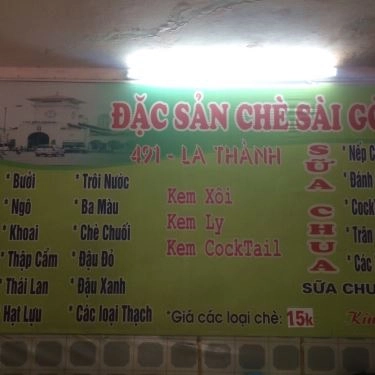 ĐẶC SẢN CHÈ SÀI
491 - LA THÀNH
* Bưởi
* Ngô
* Khoai
* Thập Cẩm
* Thái Lan
Hạt Lựu
* Trôi Nước
* Ba Màu
* Chè Chuối
* Đậu Đỏ
* Đậu Xanh
* Các loại Thạch
Kem Xôi
Kem Ly
Kem CockTail
*Giá các loại chè: 15k
SỮA CHUA
* Nếp
* Đánh
* Cock
* Trân
* Các
SỮA